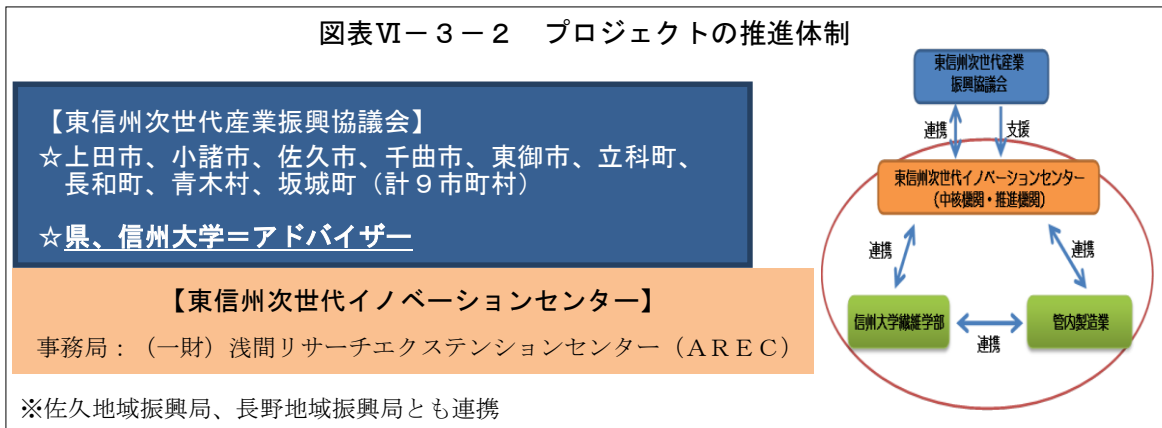 図表Ⅵ－３－２　プロジェクトの推進体制
【東信州次世代産業振興協議会】
☆上田市、小諸市、佐久市、千曲市、東御市、立科町、
長和町、青木村、坂城町（計９市町村）
☆県、信州大学＝アドバイザー
【東信州次世代イノベーションセンター】
事務局：（一財）浅間リサーチエクステンションセンター（ＡＲＥＣ）
※佐久地域振興局、長野地域振興局とも連携
東信州次世代産業
振興協議会
連携
支援
東信州次世代イノベーションセンター
（中核機関・推進機関）
連携
連携
信州大学繊維学部
管内製造業
連携